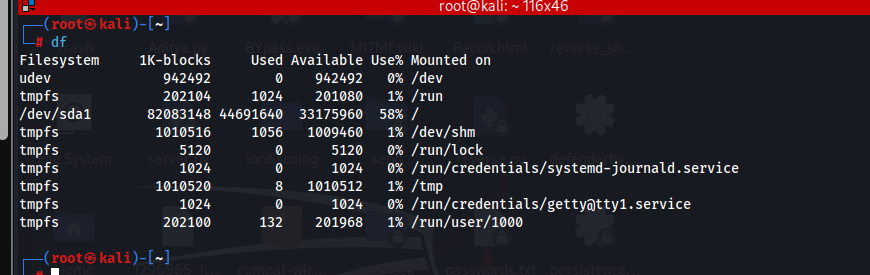 root@kali: ~ 116x46
┌──(root㉿kali)-[~]
└─# df
Filesystem     1K-blocks     Used Available Use% Mounted on
udev              942492        0    942492   0% /dev
tmpfs             202104     1024    201080   1% /run
/dev/sda1       82083148 44691640  33175960  58% /
tmpfs            1010516     1056   1009460   1% /dev/shm
tmpfs               5120        0      5120   0% /run/lock
tmpfs               1024        0      1024   0% /run/credentials/systemd-journald.service
tmpfs            1010520        8   1010512   1% /tmp
tmpfs               1024        0      1024   0% /run/credentials/getty@tty1.service
tmpfs             202100      132    201968   1% /run/user/1000
┌──(root㉿kali)-[~]
└─#